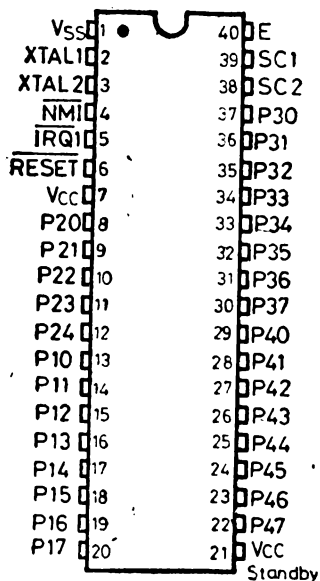 VSS 1 40 E
XTAL1 2 39 SC1
XTAL2 3 38 SC2
N̅M̅I̅ 4 37 P30
I̅R̅Q̅1̅ 5 36 P31
R̅E̅S̅E̅T̅ 6 35 P32
VCC 7 34 P33
P20 8 33 P34
P21 9 32 P35
P22 10 31 P36
P23 11 30 P37
P24 12 29 P40
P10 13 28 P41
P11 14 27 P42
P12 15 26 P43
P13 16 25 P44
P14 17 24 P45
P15 18 23 P46
P16 19 22 P47
P17 20 21 VCC
Standby